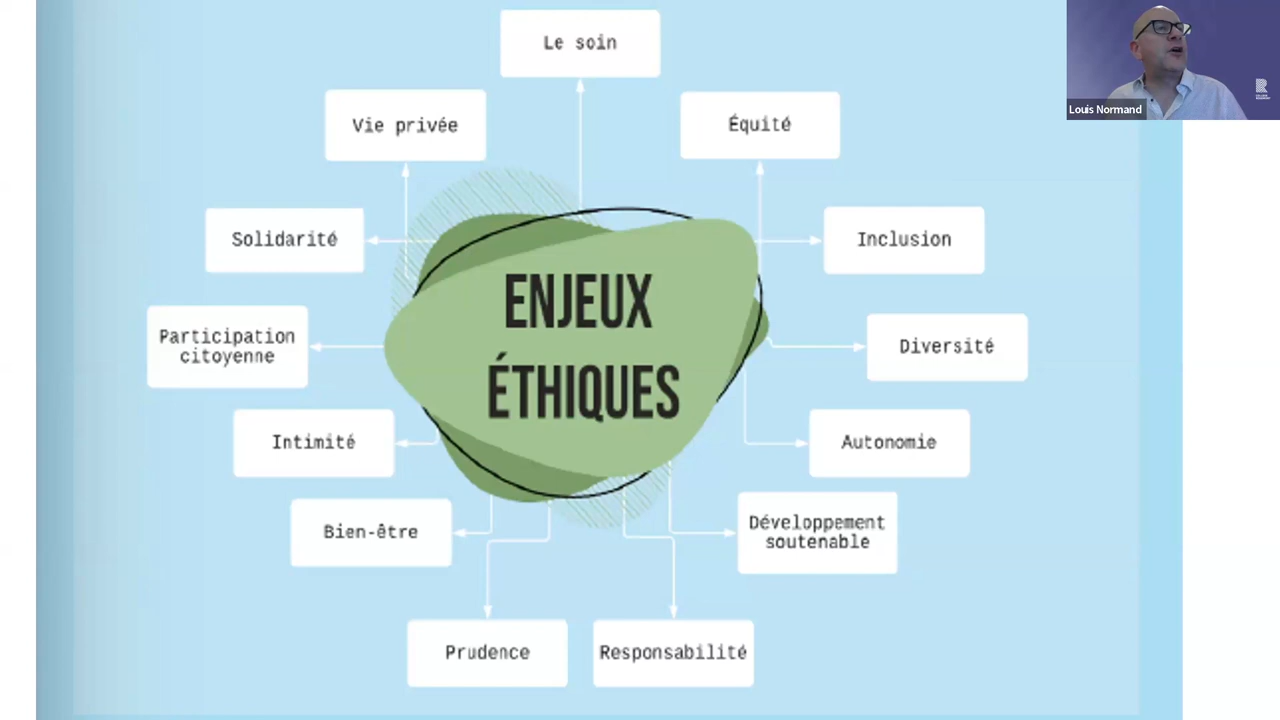 Le soin
Louis Normand
Vie privée
Équité
Solidarité
Inclusion
ENJEUX
ÉTHIQUES
Participation
citoyenne
Diversité
Intimité
Autonomie
Bien-être
Développement
soutenable
Prudence
Responsabilité